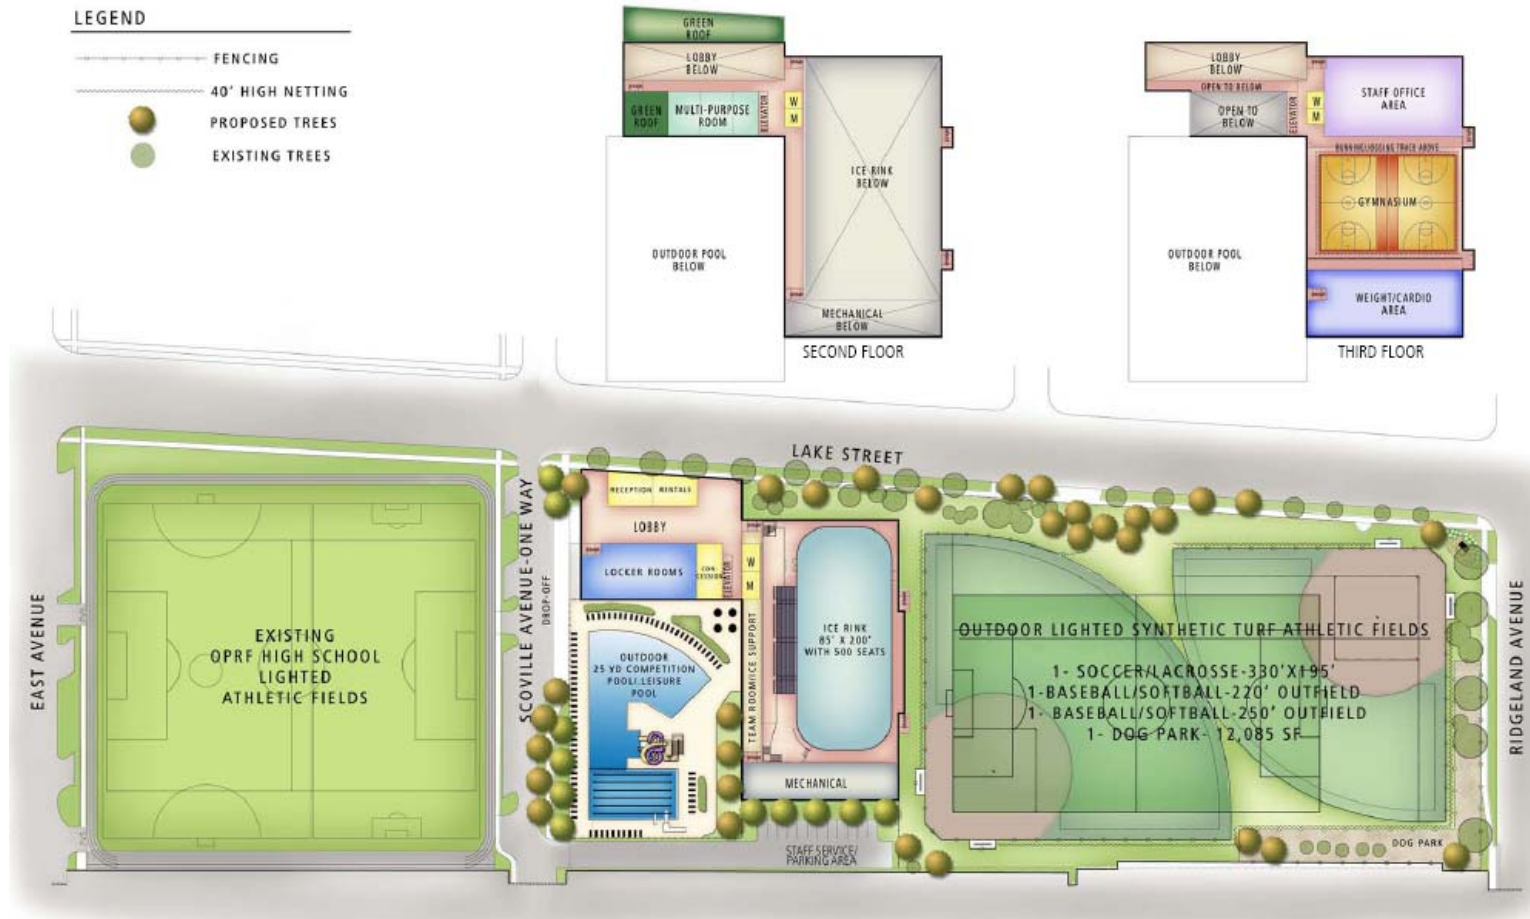 LEGEND
FENCING
40' HIGH NETTING
PROPOSED TREES
EXISTING TREES
GREEN
ROOF
LOBBY
BELOW
GREEN
ROOF
MULTI-PURPOSE
ROOM
ELEVATOR
W
M
ICE RINK
BELOW
OUTDOOR POOL
BELOW
MECHANICAL
BELOW
SECOND FLOOR
LOBBY
BELOW
OPEN TO BELOW
OPEN TO
BELOW
ELEVATOR
W
M
STAFF OFFICE
AREA
RUNNING/JOGGING TRACK ABOVE
GYMNASIUM
OUTDOOR POOL
BELOW
WEIGHT/CARDIO
AREA
THIRD FLOOR
LAKE STREET
EAST AVENUE
EXISTING
OPRF HIGH SCHOOL
LIGHTED
ATHLETIC FIELDS
SCOVILLE AVENUE-ONE WAY
DROP-OFF
RECEPTION RENTALS
LOBBY
LOCKER ROOMS
CON-
CESSION
ELEVATOR
W
M
TEAM ROOM/ICE SUPPORT
OUTDOOR
25 YD COMPETITION
POOL/LEISURE
POOL
ICE RINK
85' X 200'
WITH 500 SEATS
MECHANICAL
STAFF SERVICE/
PARKING AREA
OUTDOOR LIGHTED SYNTHETIC TURF ATHLETIC FIELDS
1- SOCCER/LACROSSE-330'X195'
1-BASEBALL/SOFTBALL-220' OUTFIELD
1- BASEBALL/SOFTBALL-250' OUTFIELD
1- DOG PARK- 12,085 SF
DOG PARK
RIDGELAND AVENUE